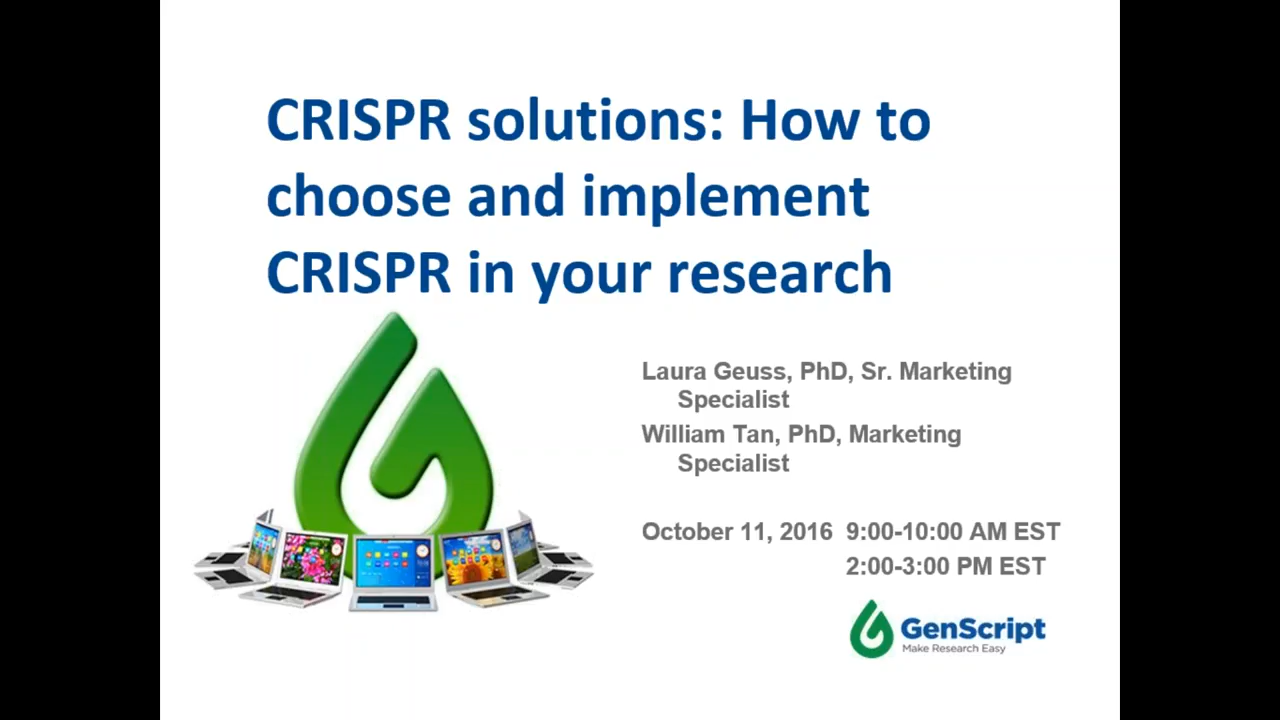 CRISPR solutions: How to
choose and implement
CRISPR in your research
Laura Geuss, PhD, Sr. Marketing
Specialist
William Tan, PhD, Marketing
Specialist
October 11, 2016 9:00-10:00 AM EST
2:00-3:00 PM EST
GenScript
Make Research Easy